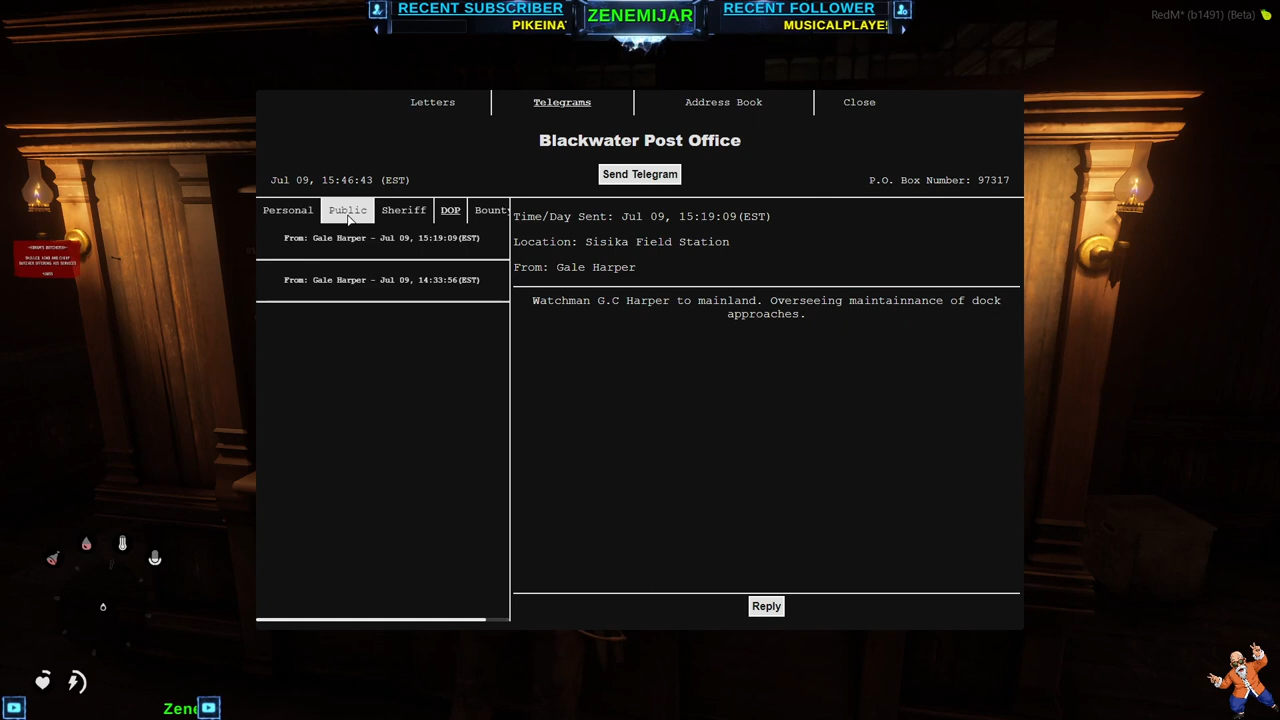 RECENT SUBSCRIBER
ZENEMIJAR
RECENT FOLLOWER
PIKEINA
MUSICALPLAYE
RedM* (b1491) (Beta)
Letters
Telegrams
Address Book
Close
Blackwater Post Office
Send Telegram
Jul 09, 15:46:43 (EST)
P.O. Box Number: 97317
Personal
Public
Sheriff
DOP
Bount
From: Gale Harper - Jul 09, 15:19:09(EST)
From: Gale Harper - Jul 09, 14:33:56(EST)
Time/Day Sent: Jul 09, 15:19:09(EST)
Location: Sisika Field Station
From: Gale Harper
Watchman G.C Harper to mainland. Overseeing maintainnance of dock
approaches.
Reply
Zene